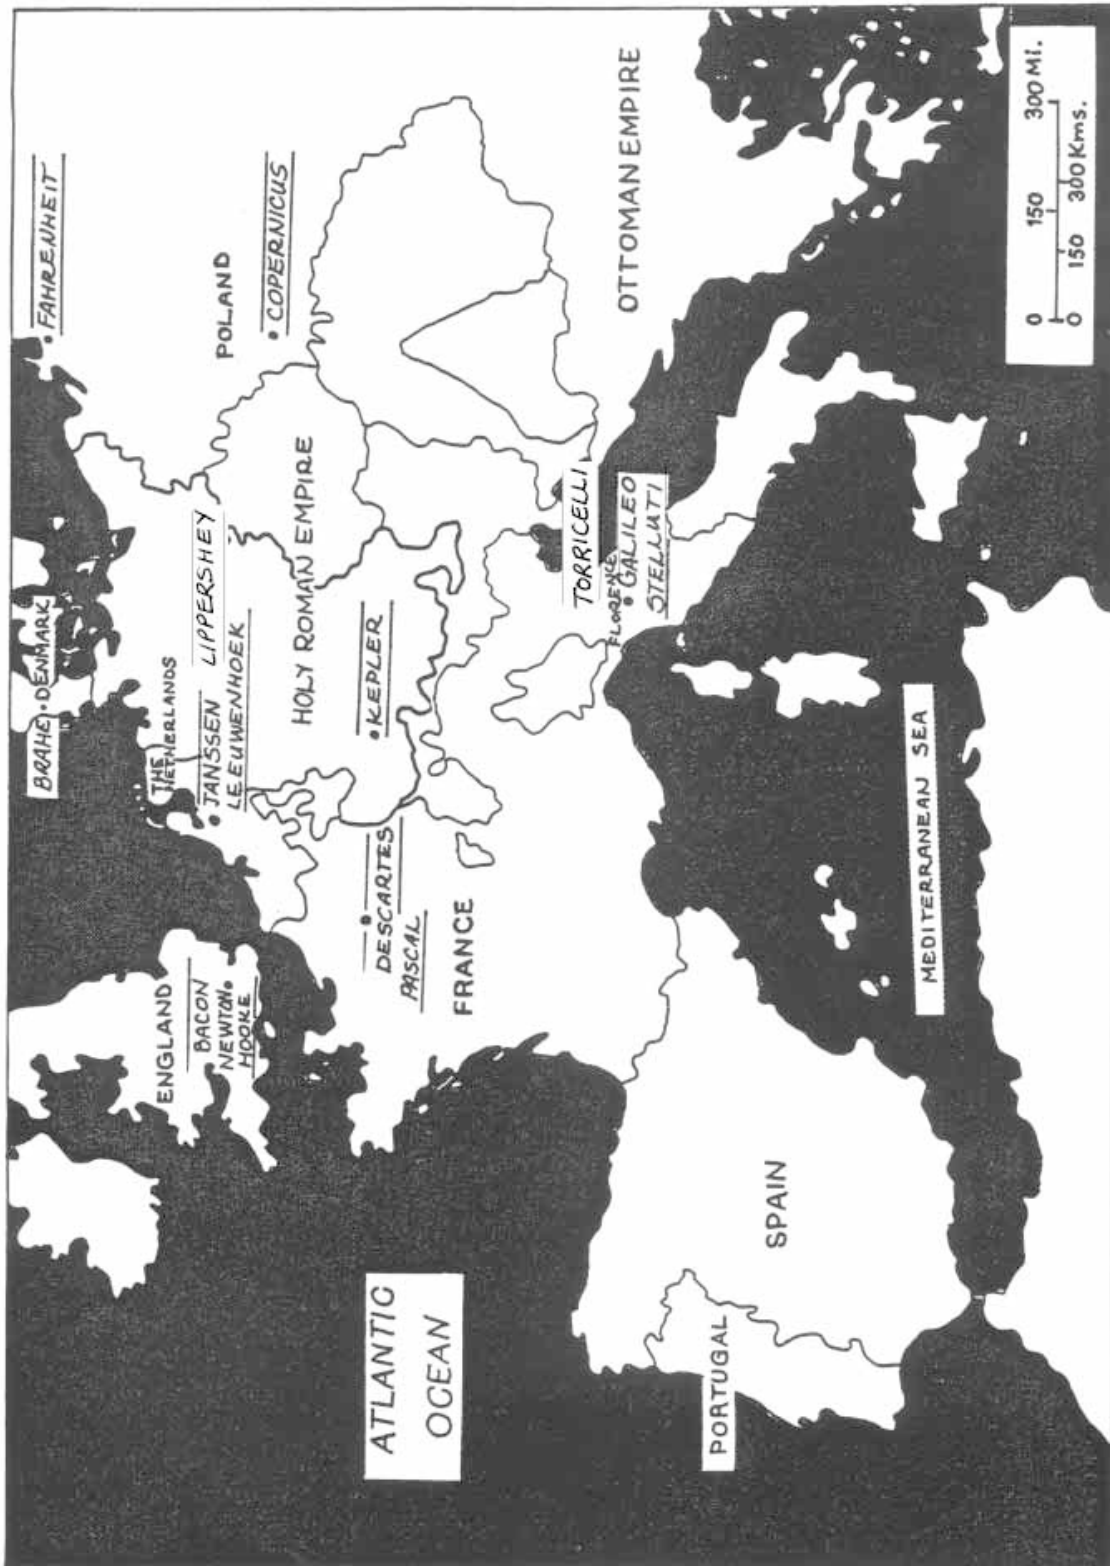 BRAHE • DENMARK
• FAHRENHEIT
THE
NETHERLANDS
ENGLAND
BACON
NEWTON •
HOOKE
• JANSSEN LIPPERSHEY
LEEUWENHOEK
POLAND
• COPERNICUS
HOLY ROMAN EMPIRE
• KEPLER
•
DESCARTES
PASCAL
FRANCE
ATLANTIC
OCEAN
TORRICELLI
FLORENCE
• GALILEO
STELLUTI
OTTOMAN EMPIRE
PORTUGAL
SPAIN
MEDITERRANEAN SEA
0 150 300 Mi.
0 150 300 Kms.